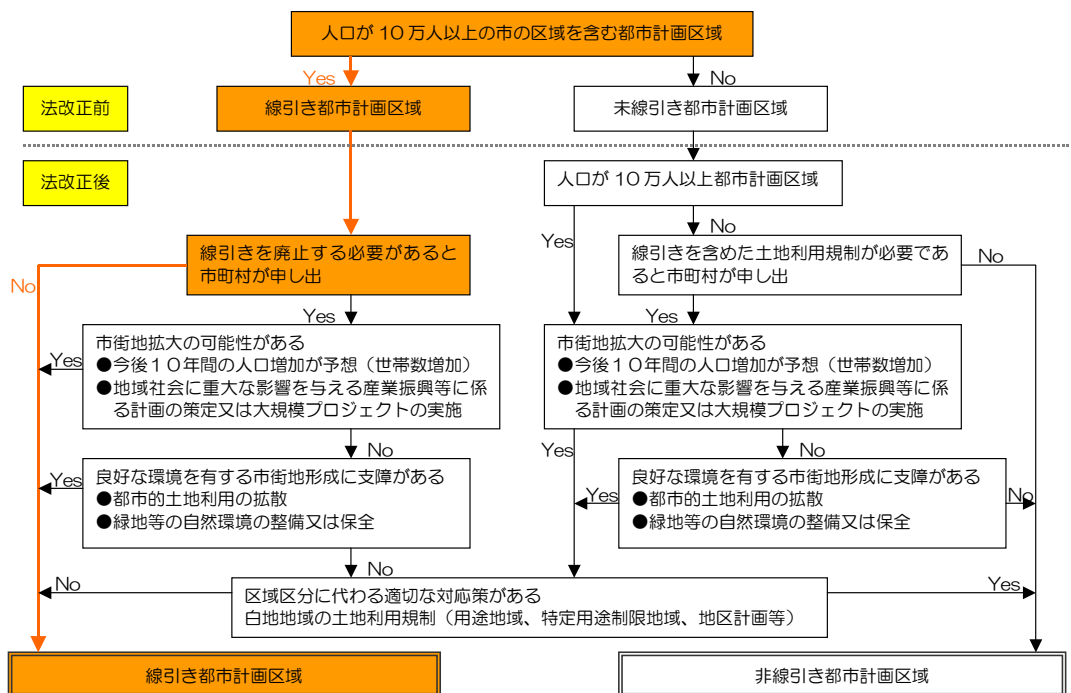 人口が１０万人以上の市の区域を含む都市計画区域
Yes
No
法改正前
線引き都市計画区域
未線引き都市計画区域
法改正後
人口が１０万人以上都市計画区域
Yes
No
線引きを廃止する必要があると
市町村が申し出
線引きを含めた土地利用規制が必要であ
ると市町村が申し出
No
No
Yes
Yes
市街地拡大の可能性がある
●今後１０年間の人口増加が予想（世帯数増加）
●地域社会に重大な影響を与える産業振興等に係
る計画の策定又は大規模プロジェクトの実施
Yes
市街地拡大の可能性がある
●今後１０年間の人口増加が予想（世帯数増加）
●地域社会に重大な影響を与える産業振興等に係
る計画の策定又は大規模プロジェクトの実施
No
Yes
No
良好な環境を有する市街地形成に支障がある
●都市的土地利用の拡散
●緑地等の自然環境の整備又は保全
Yes
良好な環境を有する市街地形成に支障がある
●都市的土地利用の拡散
●緑地等の自然環境の整備又は保全
Yes
No
No
No
区域区分に代わる適切な対応策がある
白地地域の土地利用規制（用途地域、特定用途制限地域、地区計画等）
Yes
線引き都市計画区域
非線引き都市計画区域